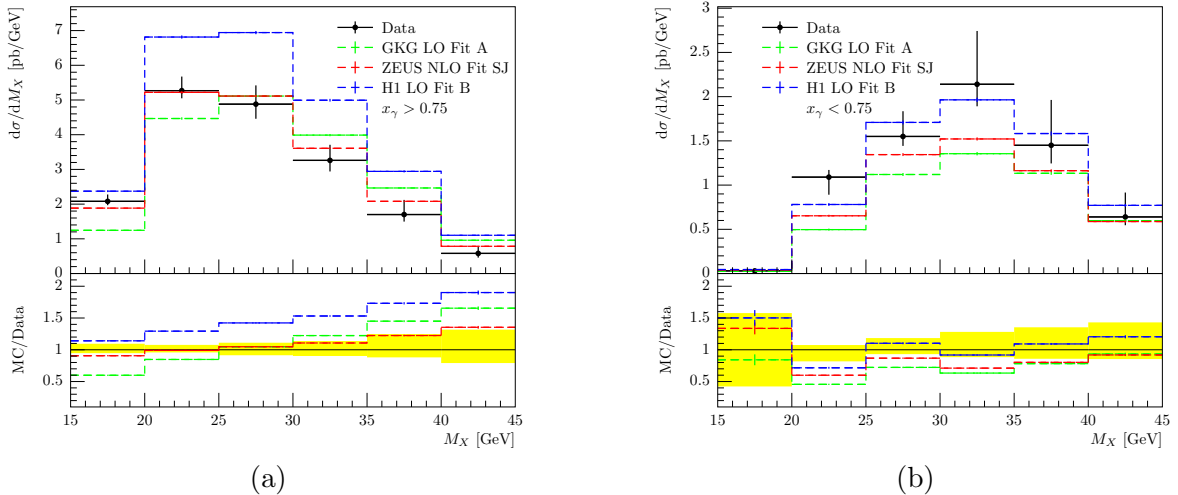 Data
GKG LO Fit A
ZEUS NLO Fit SJ
H1 LO Fit B
xγ > 0.75
0
1
2
3
4
5
6
7
dσ/dM_X [pb/GeV]
15 20 25 30 35 40 45
0.5
1
1.5
2
M_X [GeV]
MC/Data
(a)
Data
GKG LO Fit A
ZEUS NLO Fit SJ
H1 LO Fit B
xγ < 0.75
0
0.5
1
1.5
2
2.5
3
dσ/dM_X [pb/GeV]
15 20 25 30 35 40 45
0.5
1
1.5
2
M_X [GeV]
MC/Data
(b)